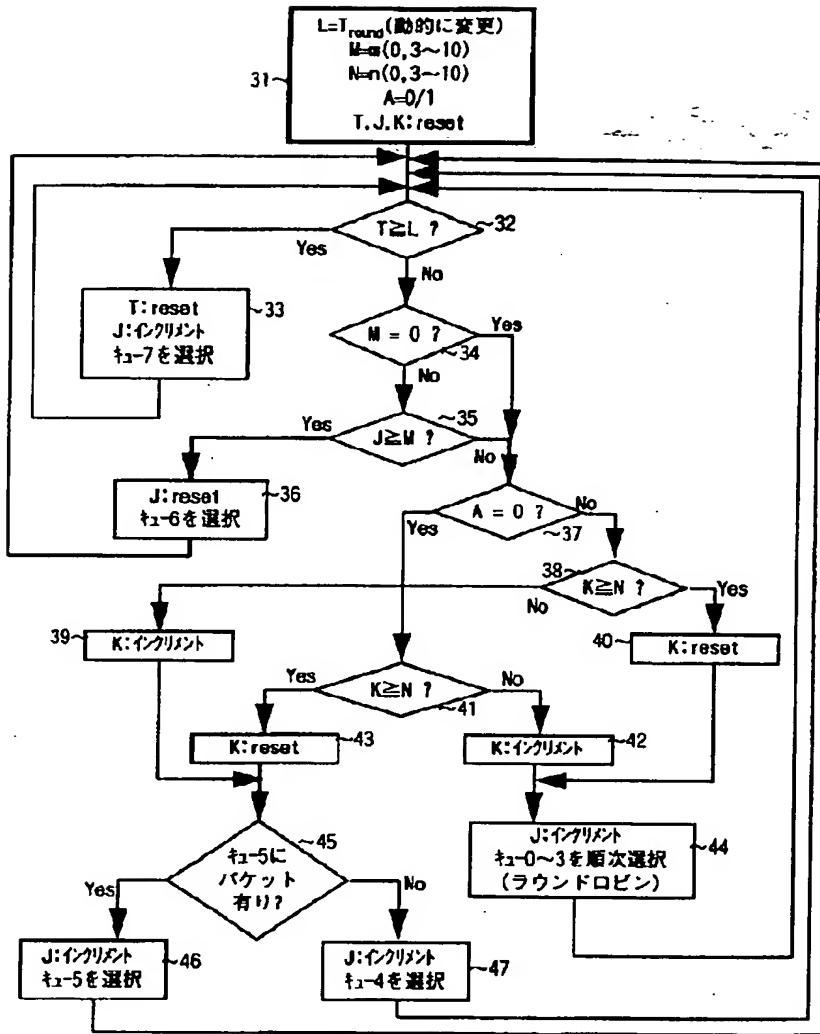 L=Tround(動的に変更)
M=m(0,3~10)
N=n(0,3~10)
A=0/1
T.J.K:reset
31
T≧L ?
32
Yes
No
T:reset
J:インクリメント
キュー7を選択
33
M = 0 ?
34
Yes
No
J≧M ?
35
Yes
No
J:reset
キュー6を選択
36
A = 0 ?
37
Yes
No
38
K≧N ?
No
Yes
39
K:インクリメント
40
K:reset
K≧N ?
41
Yes
No
K:reset
43
K:インクリメント
42
キュー5に
パケット
有り?
45
Yes
No
J:インクリメント
キュー0~3を順次選択
(ラウンドロビン)
44
J:インクリメント
キュー5を選択
46
J:インクリメント
キュー4を選択
47